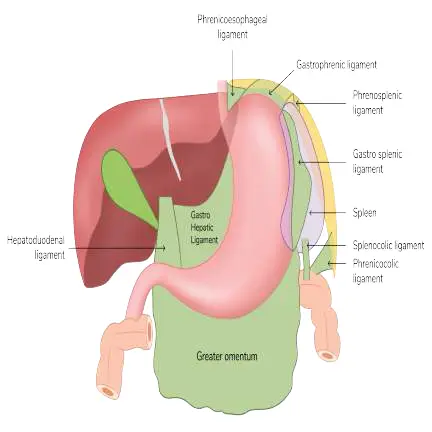 Phrenicoesophageal
ligament
Gastrophrenic ligament
Phrenosplenic
ligament
Gastro splenic
ligament
Gastro
Hepatic
Ligament
Spleen
Hepatoduodenal
ligament
Splenocolic ligament
Phrenicocolic
ligament
Greater omentum